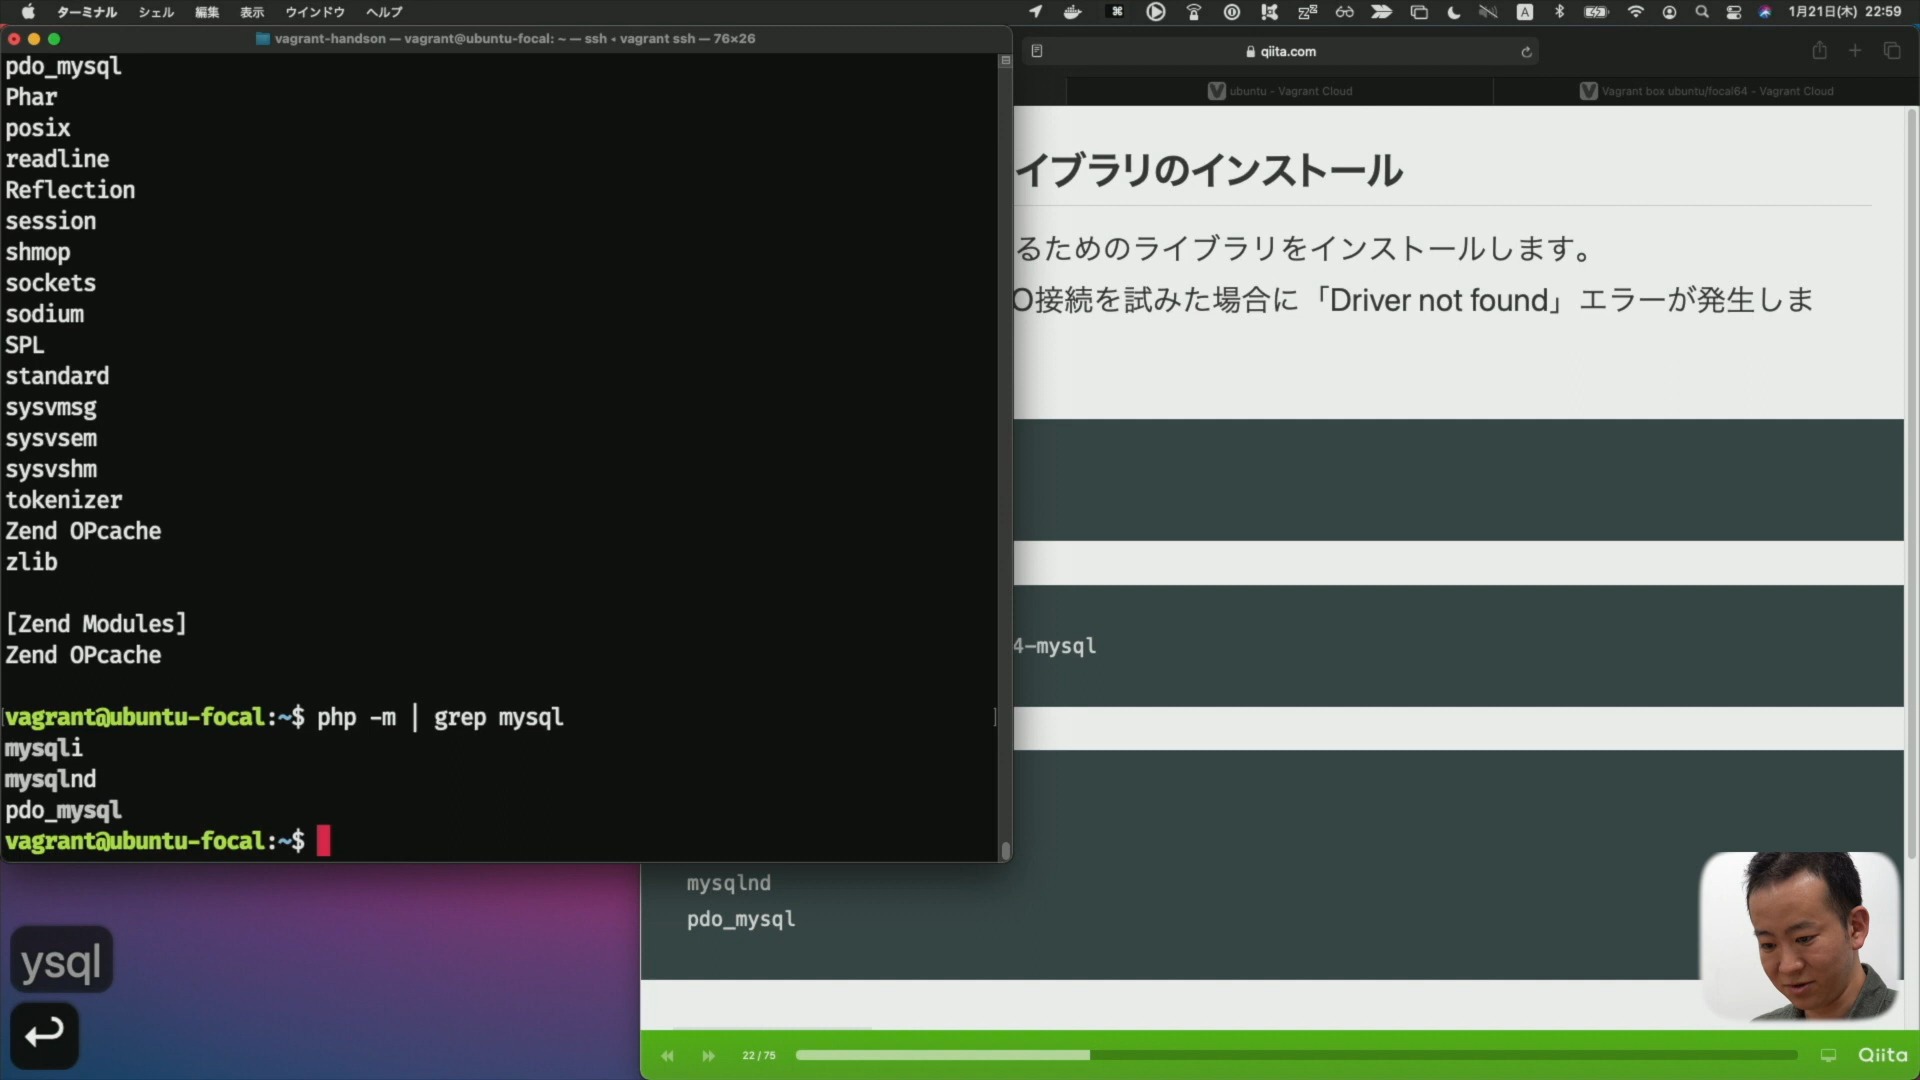 ターミナル シェル 編集 表示 ウインドウ ヘルプ 1月21日(木) 22:59
vagrant-handson — vagrant@ubuntu-focal: ~ — ssh ◂ vagrant ssh — 76×26
pdo_mysql
Phar
posix
readline
Reflection
session
shmop
sockets
sodium
SPL
standard
sysvmsg
sysvsem
sysvshm
tokenizer
Zend OPcache
zlib
[Zend Modules]
Zend OPcache
vagrant@ubuntu-focal:~$ php -m | grep mysql
mysqli
mysqlnd
pdo_mysql
vagrant@ubuntu-focal:~$
qiita.com
ubuntu - Vagrant Cloud
Vagrant box ubuntu/focal64 - Vagrant Cloud
イブラリのインストール
るためのライブラリをインストールします。
O接続を試みた場合に「Driver not found」エラーが発生しま
4-mysql
mysqlnd
pdo_mysql
22 / 75
Qiita
ysql